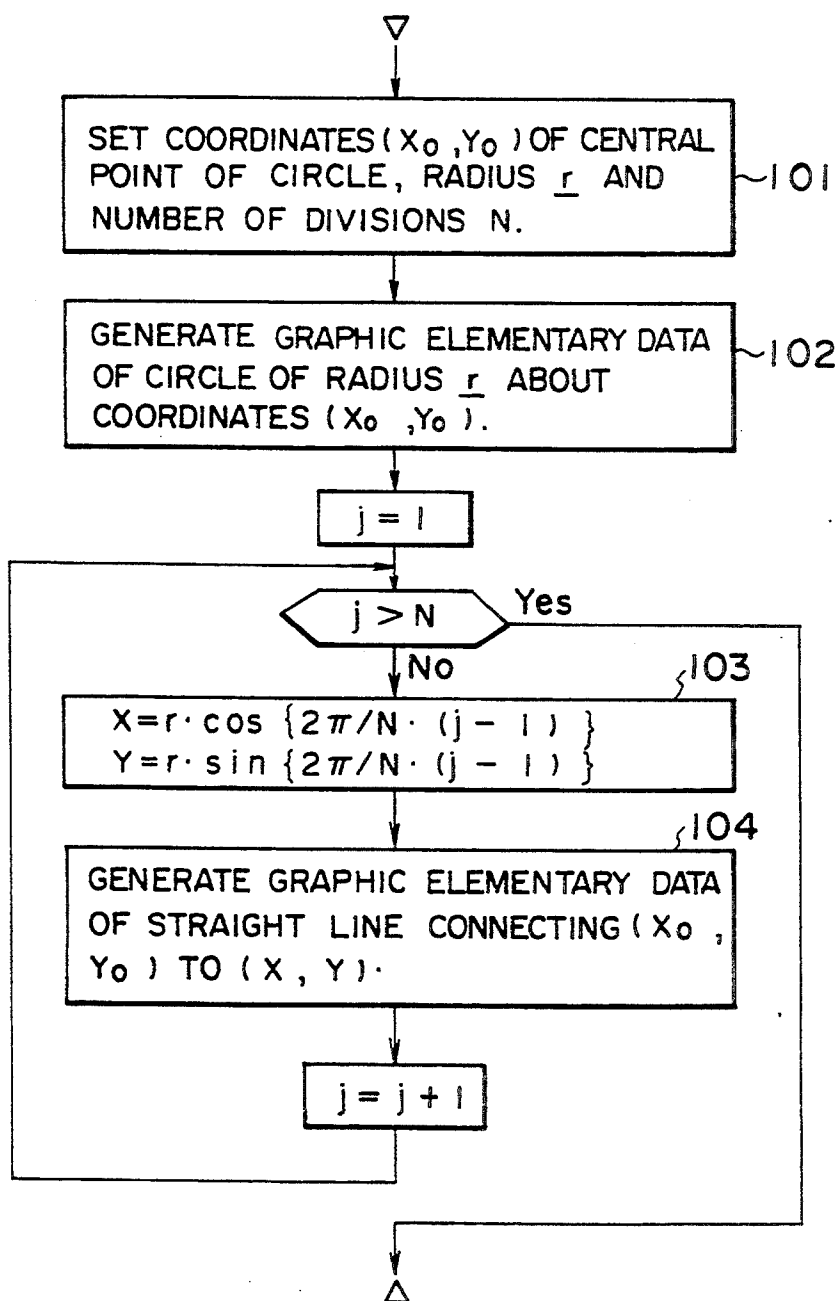 SET COORDINATES (X₀ ,Y₀ ) OF CENTRAL
POINT OF CIRCLE, RADIUS r AND
NUMBER OF DIVISIONS N.
101
GENERATE GRAPHIC ELEMENTARY DATA
OF CIRCLE OF RADIUS r ABOUT
COORDINATES (X₀ ,Y₀ ).
102
j = 1
j > N
Yes
No
103
X=r· cos {2π/N· (j - 1) }
Y=r· sin {2π/N· (j - 1) }
104
GENERATE GRAPHIC ELEMENTARY DATA
OF STRAIGHT LINE CONNECTING (X₀ ,
Y₀ ) TO ( X , Y ).
j = j + 1